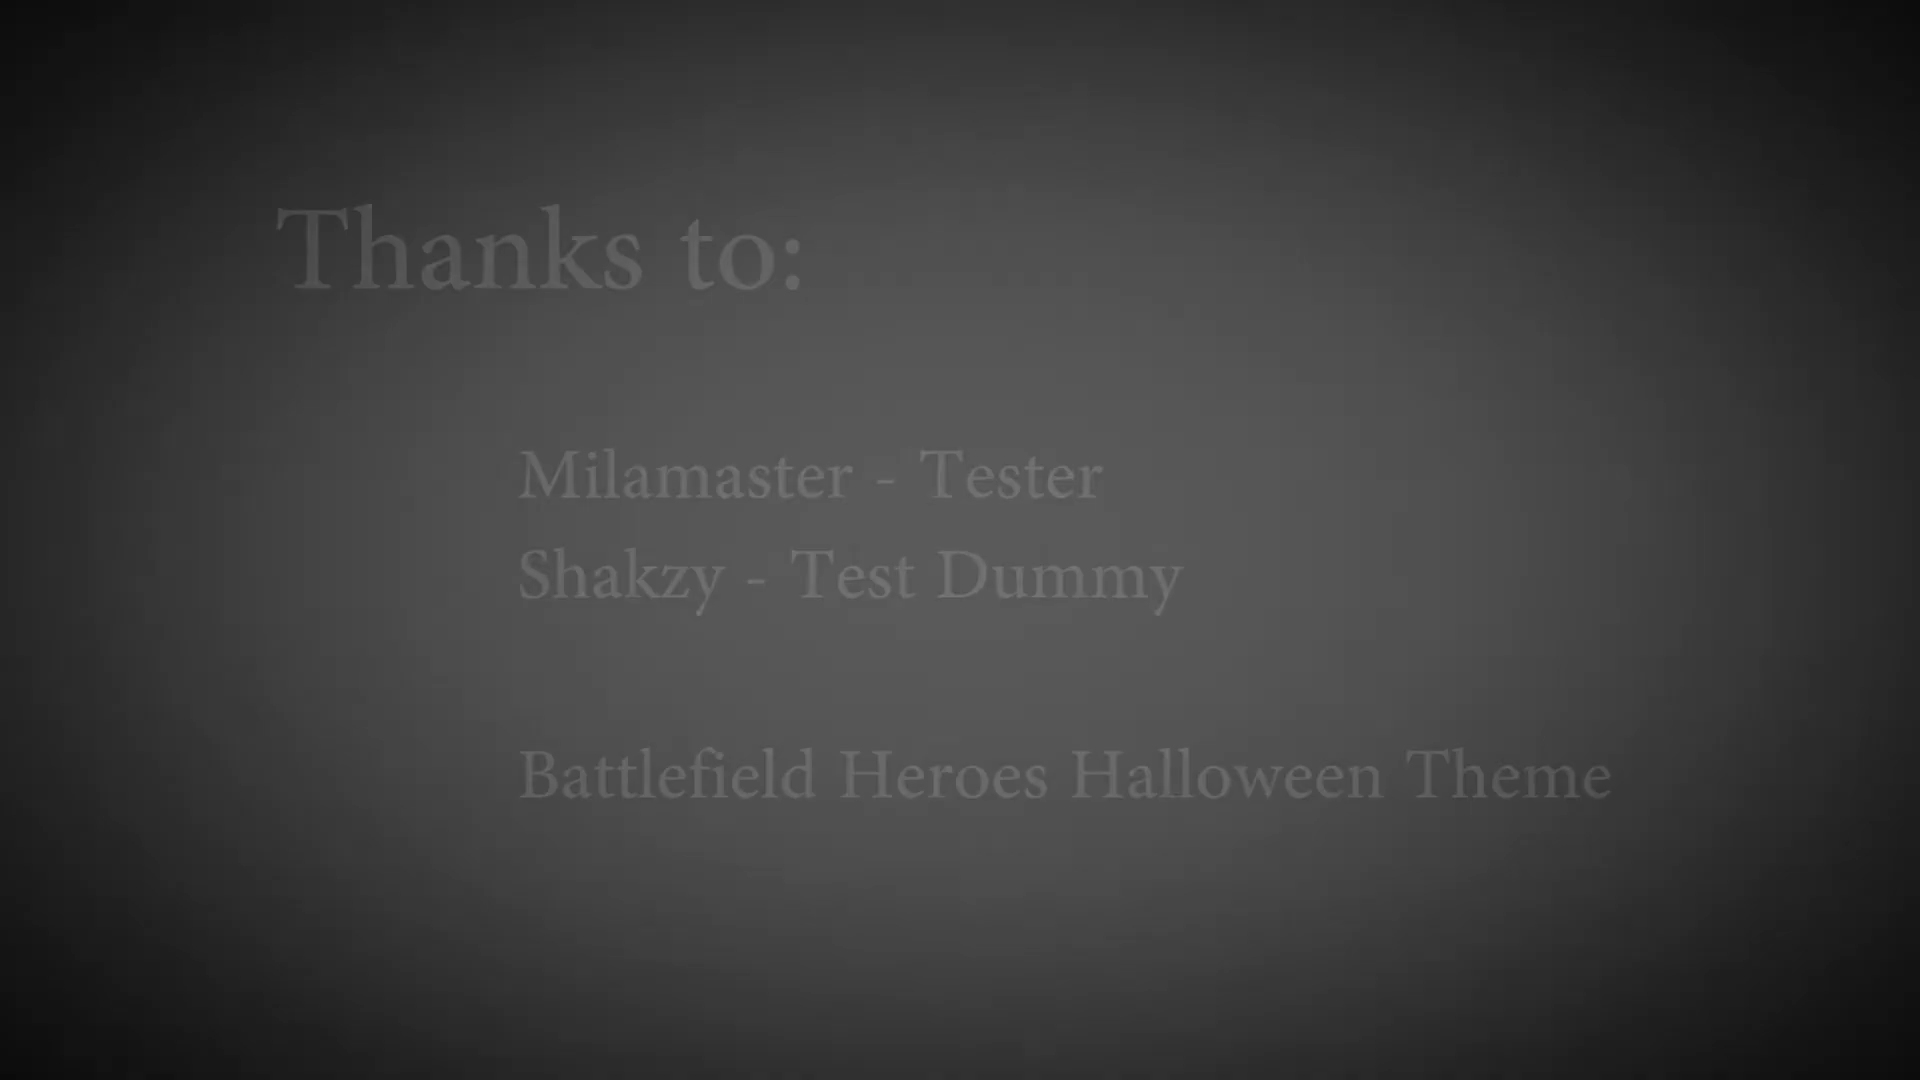 Thanks to:
Milamaster - Tester
Shakzy - Test Dummy
Battlefield Heroes Halloween Theme